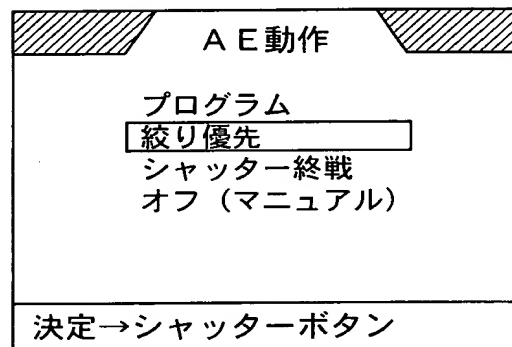 AE動作
プログラム
絞り優先
シャッター終戦
オフ（マニュアル）
決定→シャッターボタン